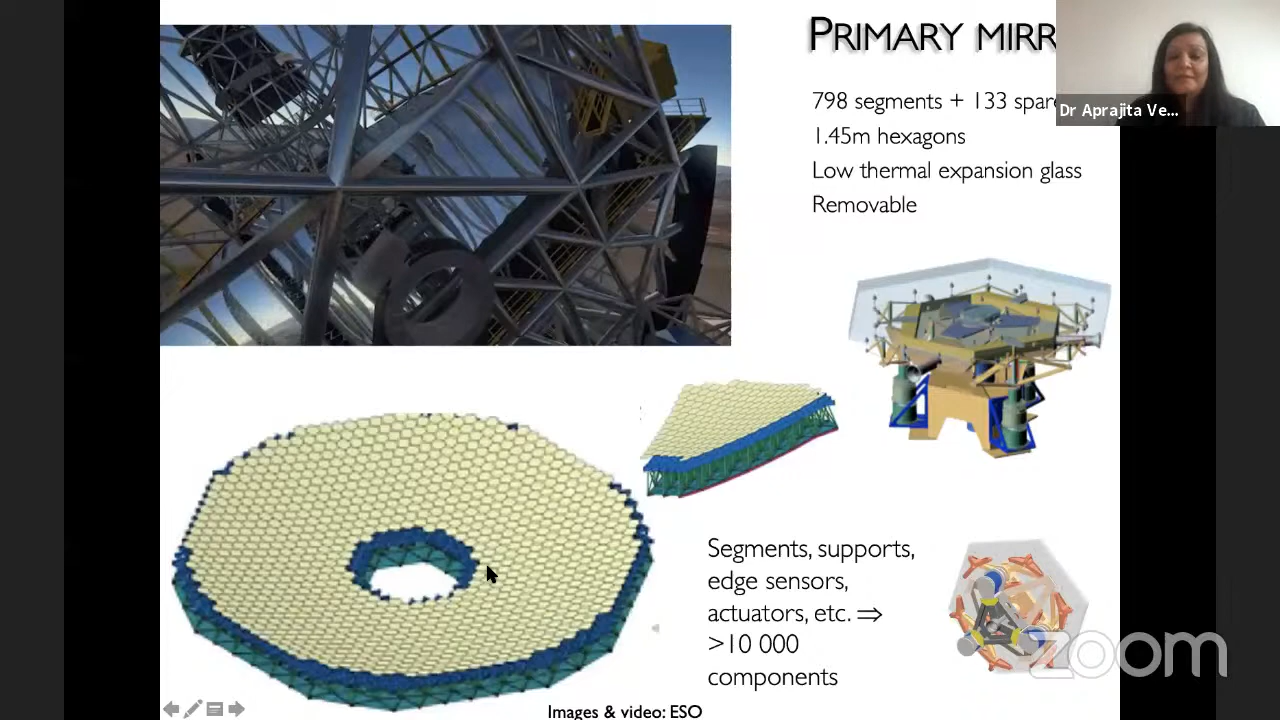 PRIMARY MIRR
798 segments + 133 spare
1.45m hexagons
Low thermal expansion glass
Removable
Dr Aprajita Ve...
Segments, supports,
edge sensors,
actuators, etc. ⇒
>10 000
components
zoom
Images & video: ESO